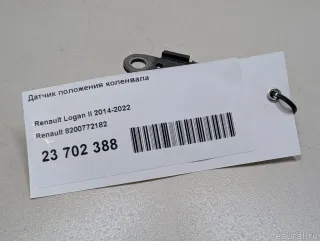 Датчик положения коленвала
Renault Logan II 2014-2022
Renault 8200772182
23 702 388